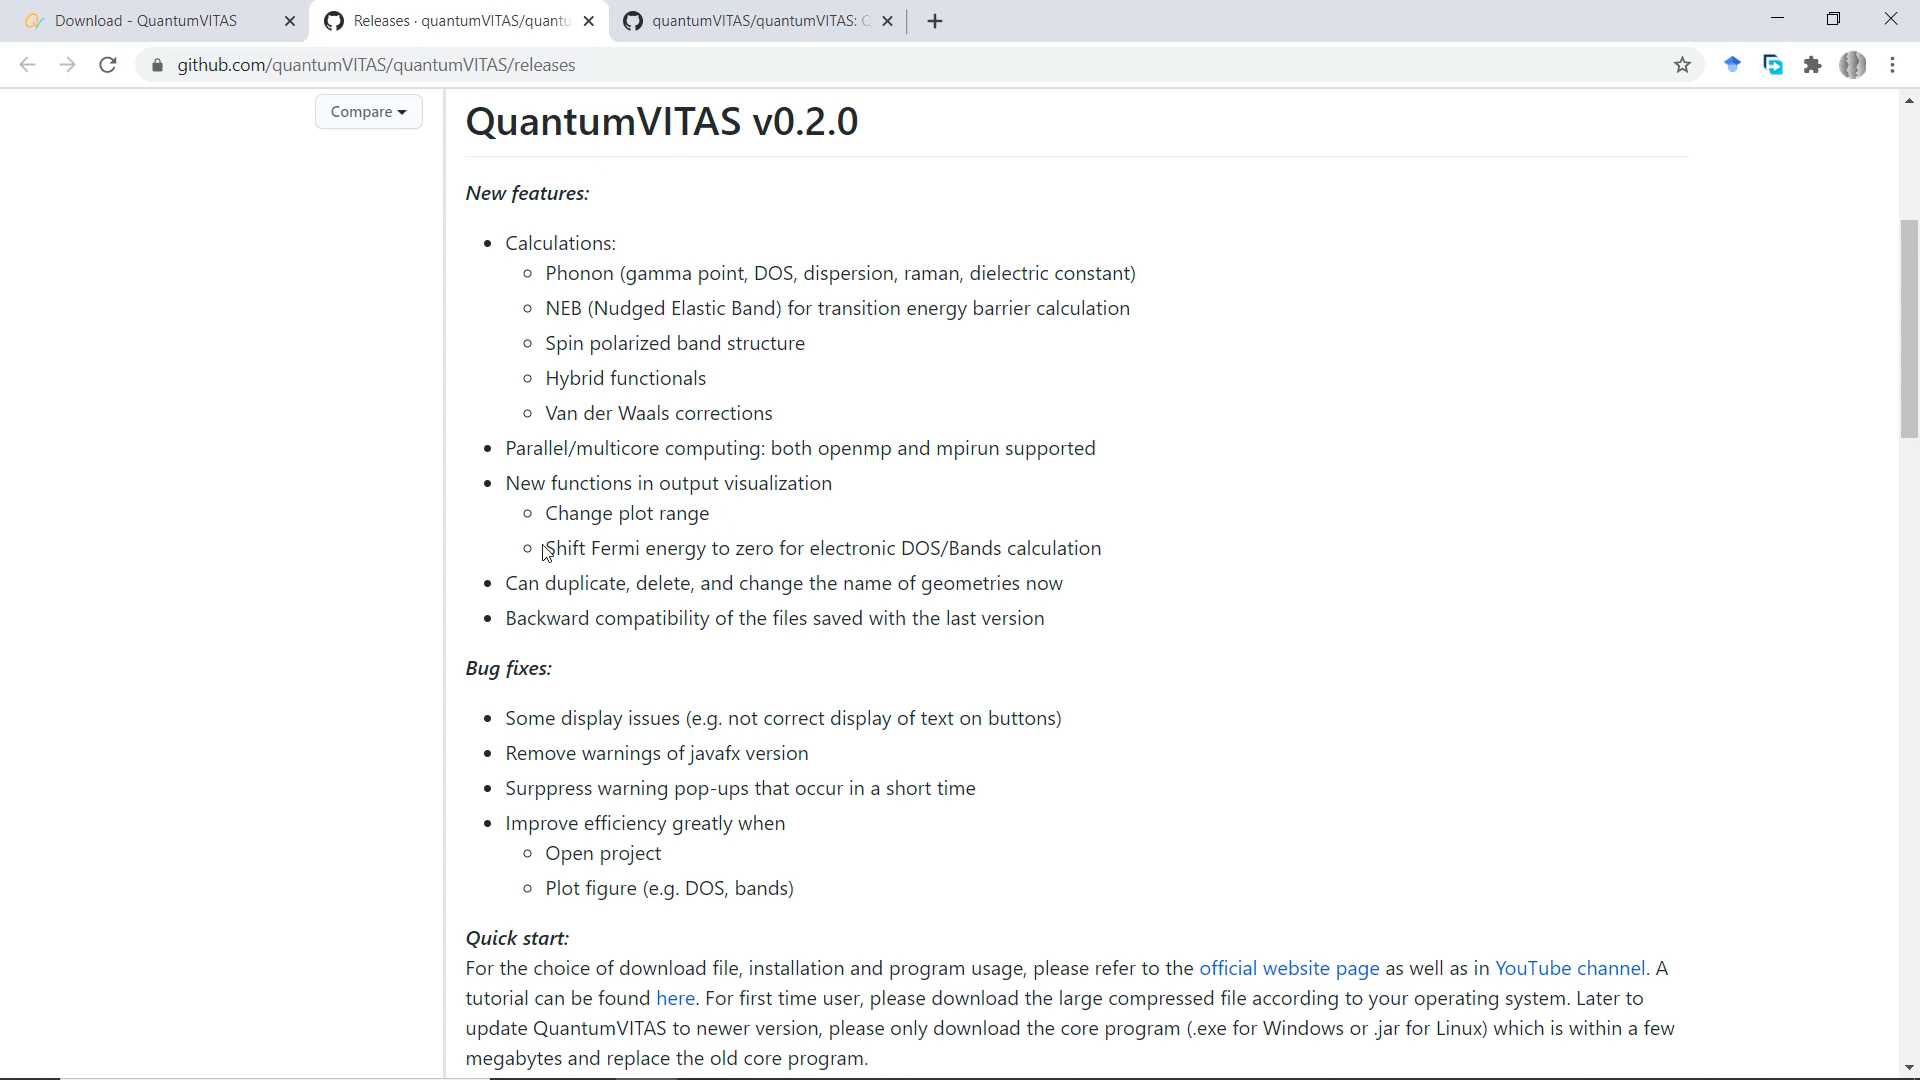 Download - QuantumVITAS
Releases · quantumVITAS/quantu
quantumVITAS/quantumVITAS: Q
github.com/quantumVITAS/quantumVITAS/releases
Compare
QuantumVITAS v0.2.0
New features:
Calculations:
Phonon (gamma point, DOS, dispersion, raman, dielectric constant)
NEB (Nudged Elastic Band) for transition energy barrier calculation
Spin polarized band structure
Hybrid functionals
Van der Waals corrections
Parallel/multicore computing: both openmp and mpirun supported
New functions in output visualization
Change plot range
Shift Fermi energy to zero for electronic DOS/Bands calculation
Can duplicate, delete, and change the name of geometries now
Backward compatibility of the files saved with the last version
Bug fixes:
Some display issues (e.g. not correct display of text on buttons)
Remove warnings of javafx version
Surppress warning pop-ups that occur in a short time
Improve efficiency greatly when
Open project
Plot figure (e.g. DOS, bands)
Quick start:
For the choice of download file, installation and program usage, please refer to the official website page as well as in YouTube channel. A
tutorial can be found here. For first time user, please download the large compressed file according to your operating system. Later to
update QuantumVITAS to newer version, please only download the core program (.exe for Windows or .jar for Linux) which is within a few
megabytes and replace the old core program.